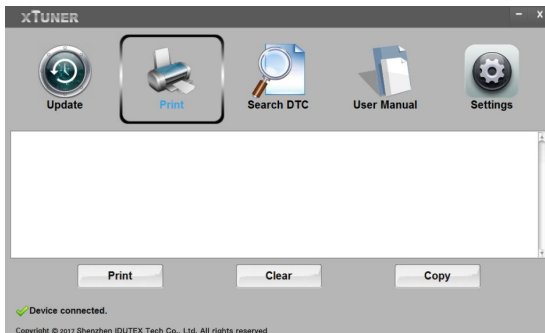 XTUNER
Update Print Search DTC User Manual Settings
Print Clear Copy
Device connected.
Copyright © 2017 Shenzhen IDUTEX Tech Co., Ltd. All rights reserved